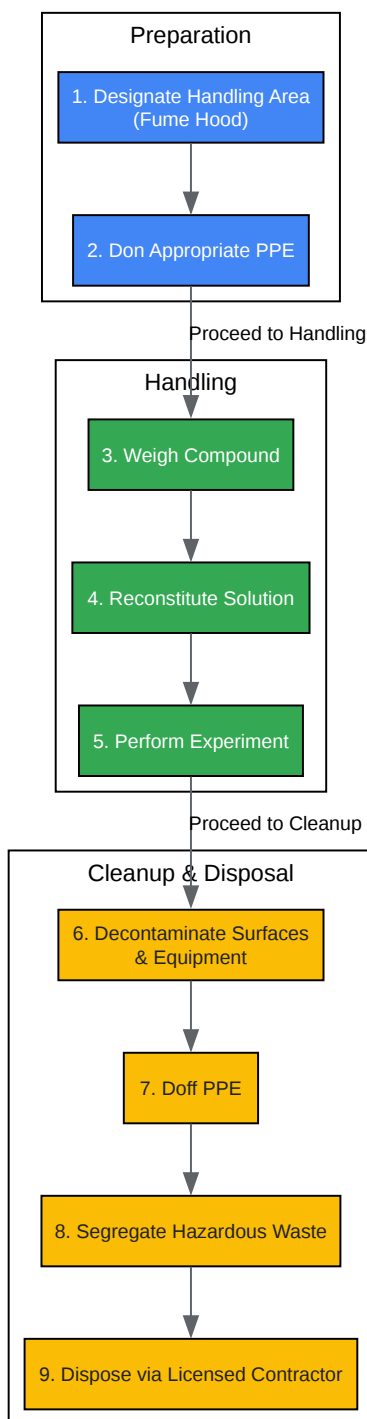 Preparation
1. Designate Handling Area
(Fume Hood)
2. Don Appropriate PPE
Proceed to Handling
Handling
3. Weigh Compound
4. Reconstitute Solution
5. Perform Experiment
Proceed to Cleanup
Cleanup & Disposal
6. Decontaminate Surfaces
& Equipment
7. Doff PPE
8. Segregate Hazardous Waste
9. Dispose via Licensed Contractor